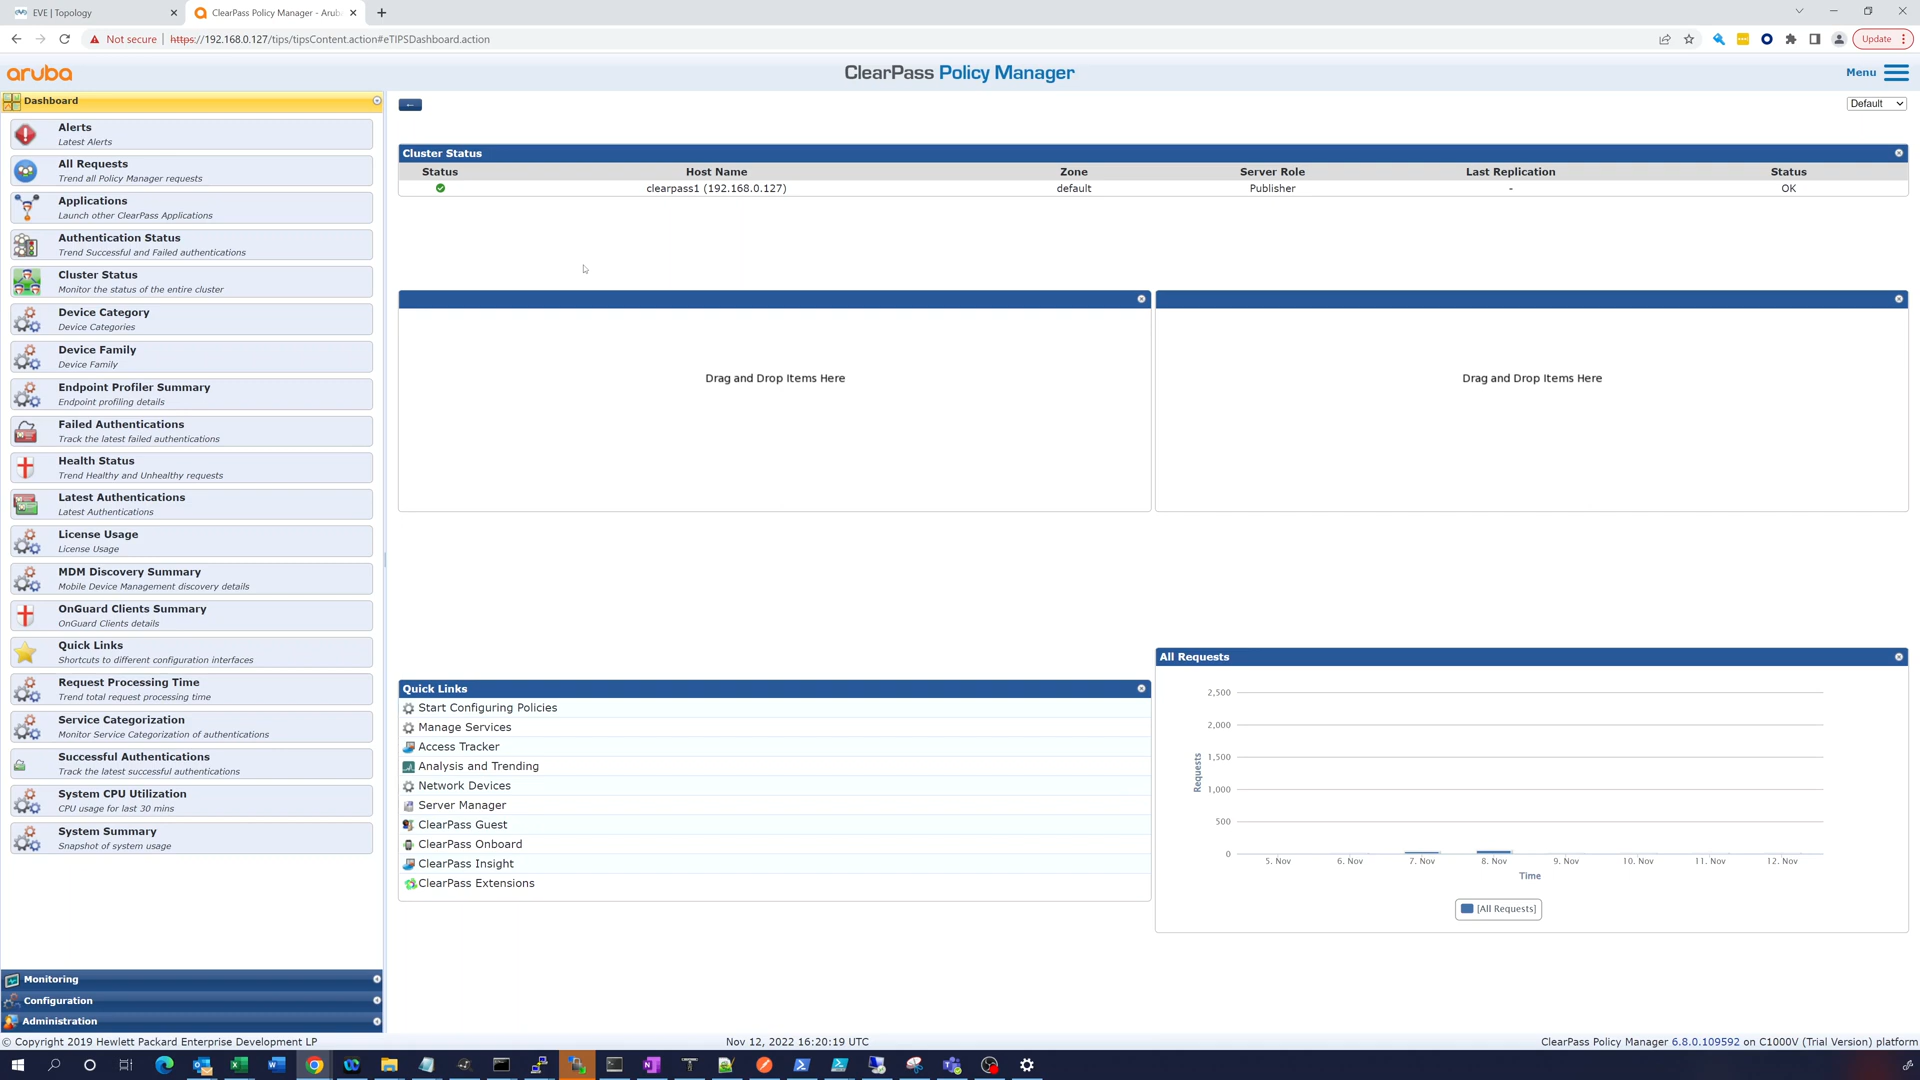 EVE | Topology
ClearPass Policy Manager - Aruba
Not secure
https://192.168.0.127/tips/tipsContent.action#eTIPSDashboard.action
Update
aruba
ClearPass Policy Manager
Menu
Dashboard
Default
Alerts
Latest Alerts
All Requests
Trend all Policy Manager requests
Applications
Launch other ClearPass Applications
Authentication Status
Trend Successful and Failed authentications
Cluster Status
Monitor the status of the entire cluster
Device Category
Device Categories
Device Family
Device Family
Endpoint Profiler Summary
Endpoint profiling details
Failed Authentications
Track the latest failed authentications
Health Status
Trend Healthy and Unhealthy requests
Latest Authentications
Latest Authentications
License Usage
License Usage
MDM Discovery Summary
Mobile Device Management discovery details
OnGuard Clients Summary
OnGuard Clients details
Quick Links
Shortcuts to different configuration interfaces
Request Processing Time
Trend total request processing time
Service Categorization
Monitor Service Categorization of authentications
Successful Authentications
Track the latest successful authentications
System CPU Utilization
CPU usage for last 30 mins
System Summary
Snapshot of system usage
Monitoring
Configuration
Administration
Cluster Status
Status Host Name Zone Server Role Last Replication Status
clearpass1 (192.168.0.127) default Publisher - OK
Drag and Drop Items Here
Drag and Drop Items Here
Quick Links
Start Configuring Policies
Manage Services
Access Tracker
Analysis and Trending
Network Devices
Server Manager
ClearPass Guest
ClearPass Onboard
ClearPass Insight
ClearPass Extensions
All Requests
Requests
2,500
2,000
1,500
1,000
500
0
5. Nov 6. Nov 7. Nov 8. Nov 9. Nov 10. Nov 11. Nov 12. Nov
Time
[All Requests]
© Copyright 2019 Hewlett Packard Enterprise Development LP
Nov 12, 2022 16:20:19 UTC
ClearPass Policy Manager 6.8.0.109592 on C1000V (Trial Version) platform